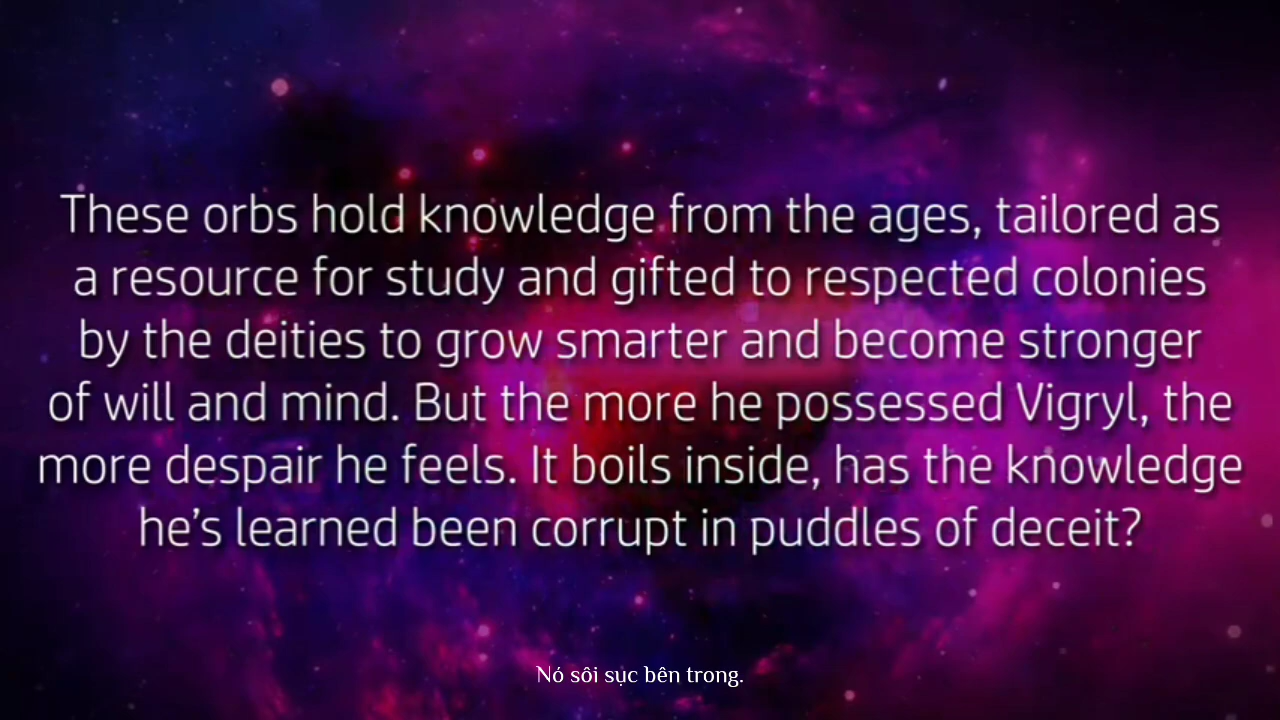 These orbs hold knowledge from the ages, tailored as
a resource for study and gifted to respected colonies
by the deities to grow smarter and become stronger
of will and mind. But the more he possessed Vigryl, the
more despair he feels. It boils inside, has the knowledge
he’s learned been corrupt in puddles of deceit?
Nó sôi sục bên trong.